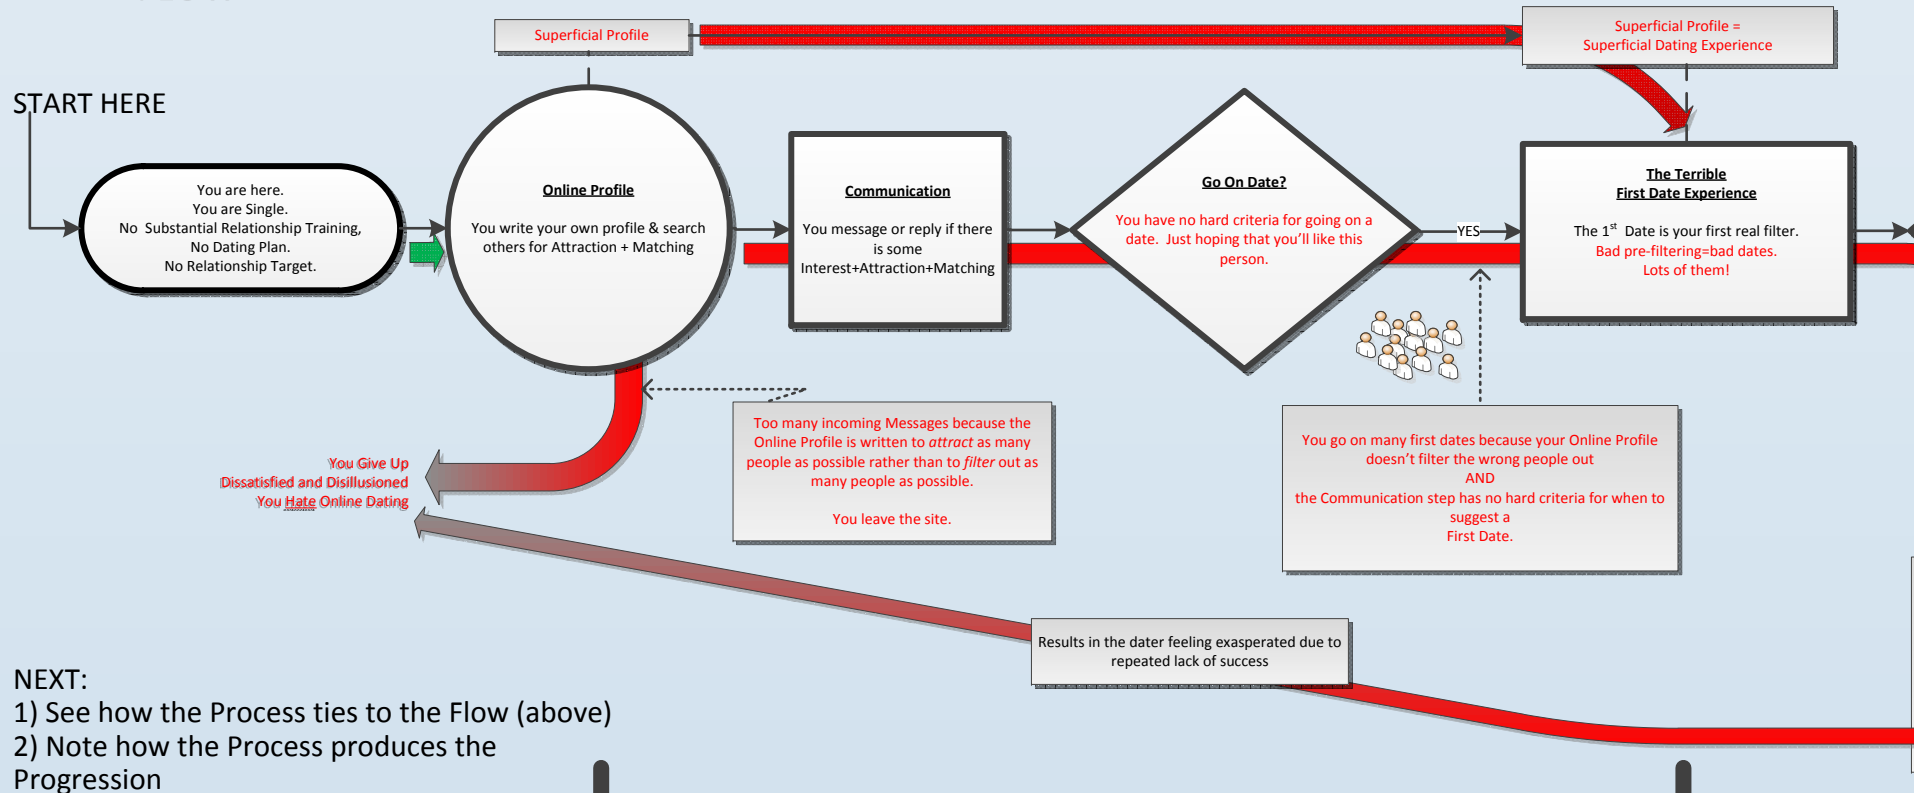 Superficial Profile
Superficial Profile =
Superficial Dating Experience
START HERE
You are here.
You are Single.
No Substantial Relationship Training,
No Dating Plan.
No Relationship Target.
Online Profile
You write your own profile & search
others for Attraction + Matching
Communication
You message or reply if there
is some
Interest+Attraction+Matching
Go On Date?
You have no hard criteria for going on a
date. Just hoping that you'll like this
person.
YES
The Terrible
First Date Experience
The 1st Date is your first real filter.
Bad pre-filtering=bad dates.
Lots of them!
Too many incoming Messages because the
Online Profile is written to attract as many
people as possible rather than to filter out as
many people as possible.
You leave the site.
You go on many first dates because your Online Profile
doesn't filter the wrong people out
AND
the Communication step has no hard criteria for when to
suggest a
First Date.
You Give Up
Dissatisfied and Disillusioned
You Hate Online Dating
Results in the dater feeling exasperated due to
repeated lack of success
NEXT:
1) See how the Process ties to the Flow (above)
2) Note how the Process produces the
Progression